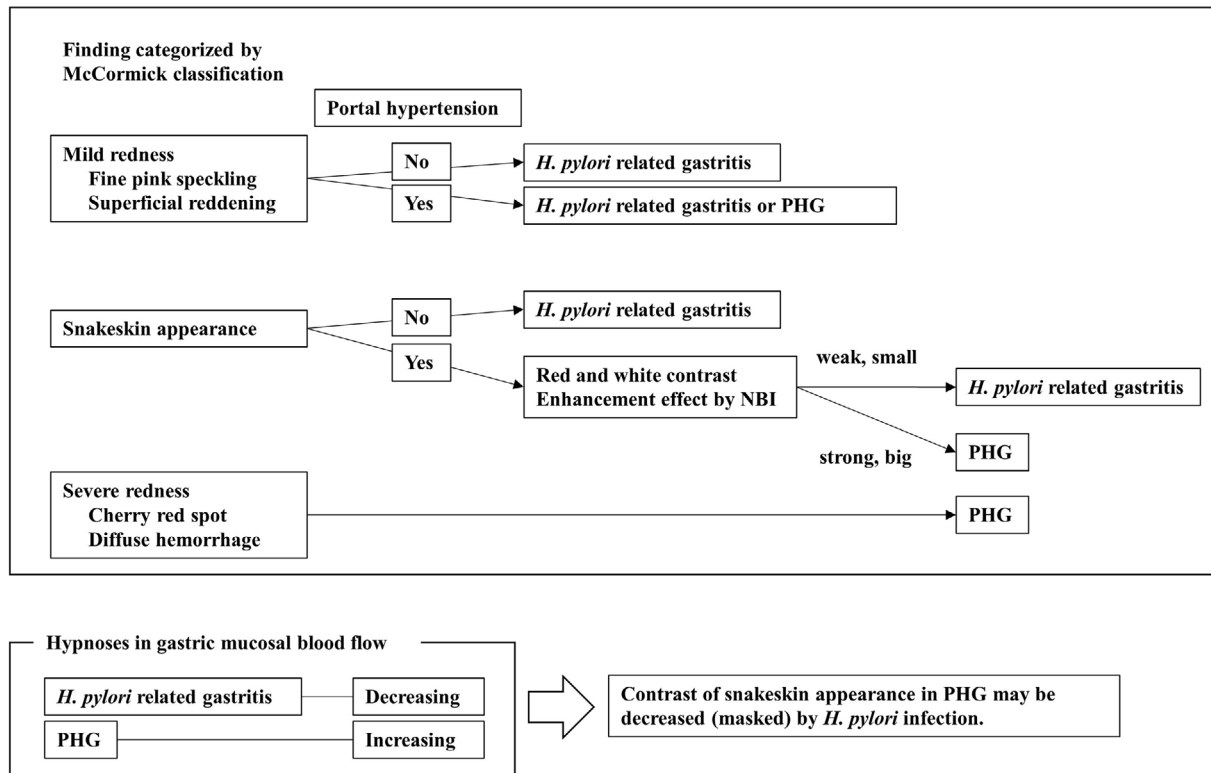 Finding categorized by
McCormick classification
Portal hypertension
Mild redness
Fine pink speckling
Superficial reddening
No
Yes
H. pylori related gastritis
H. pylori related gastritis or PHG
Snakeskin appearance
No
Yes
H. pylori related gastritis
Red and white contrast
Enhancement effect by NBI
weak, small
strong, big
H. pylori related gastritis
PHG
Severe redness
Cherry red spot
Diffuse hemorrhage
PHG
Hypnoses in gastric mucosal blood flow
H. pylori related gastritis
Decreasing
PHG
Increasing
Contrast of snakeskin appearance in PHG may be
decreased (masked) by H. pylori infection.